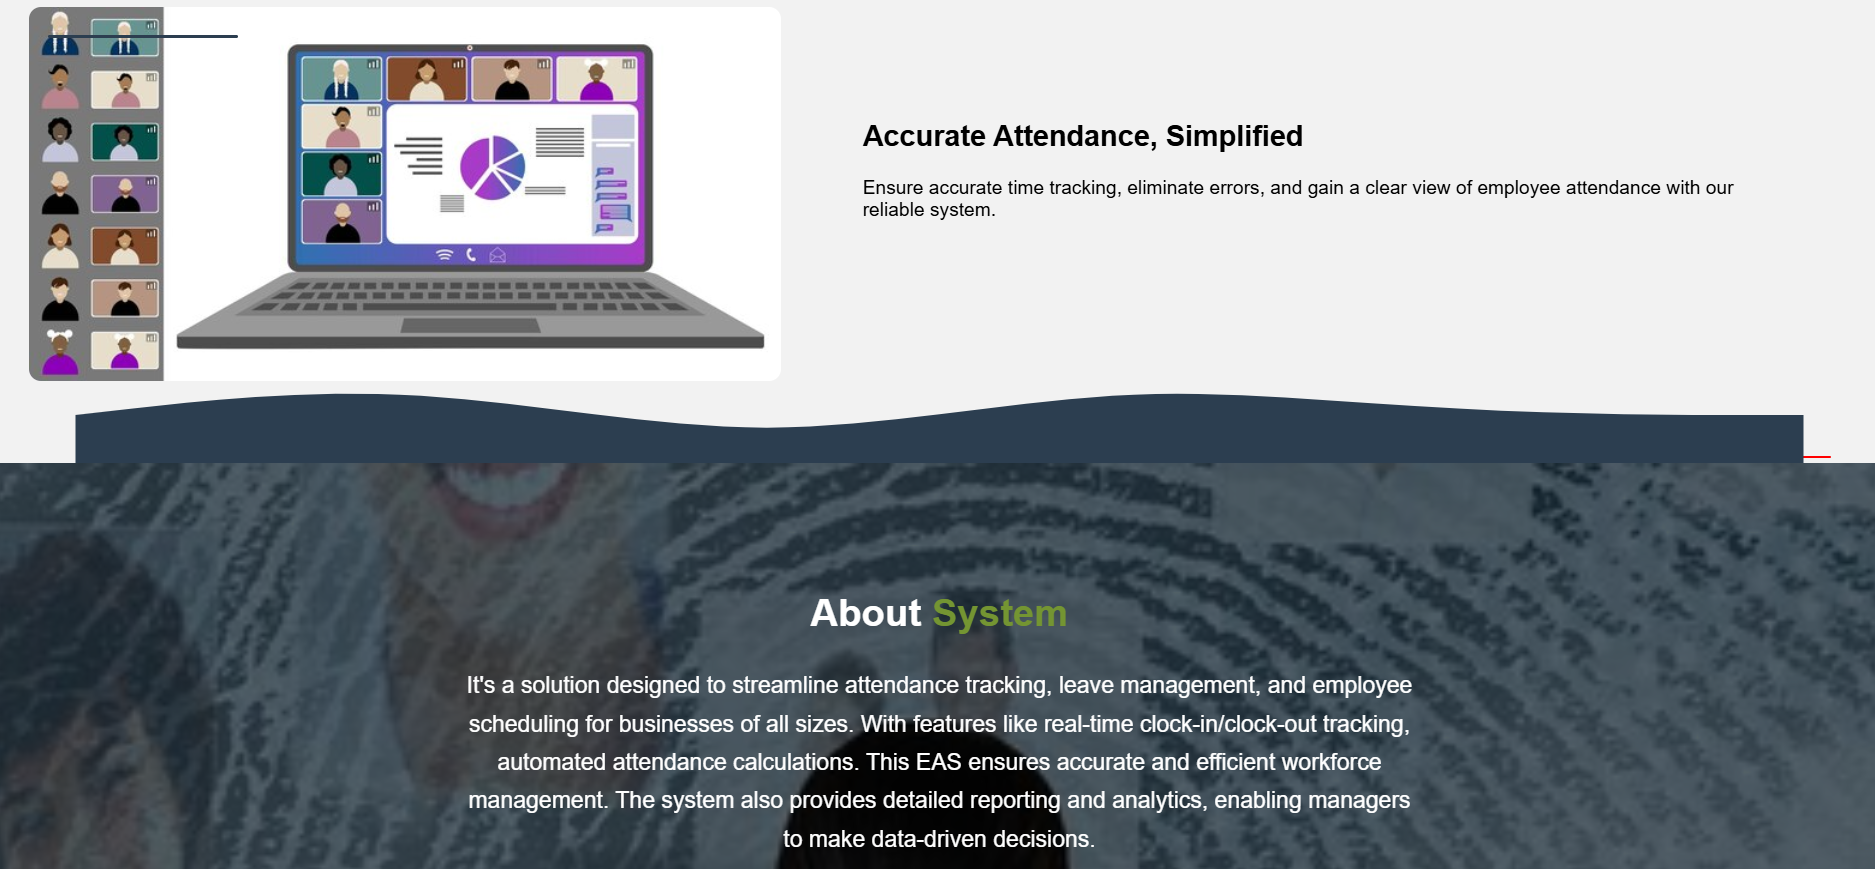 Accurate Attendance, Simplified
Ensure accurate time tracking, eliminate errors, and gain a clear view of employee attendance with our
reliable system.
About System
It's a solution designed to streamline attendance tracking, leave management, and employee
scheduling for businesses of all sizes. With features like real-time clock-in/clock-out tracking,
automated attendance calculations. This EAS ensures accurate and efficient workforce
management. The system also provides detailed reporting and analytics, enabling managers
to make data-driven decisions.